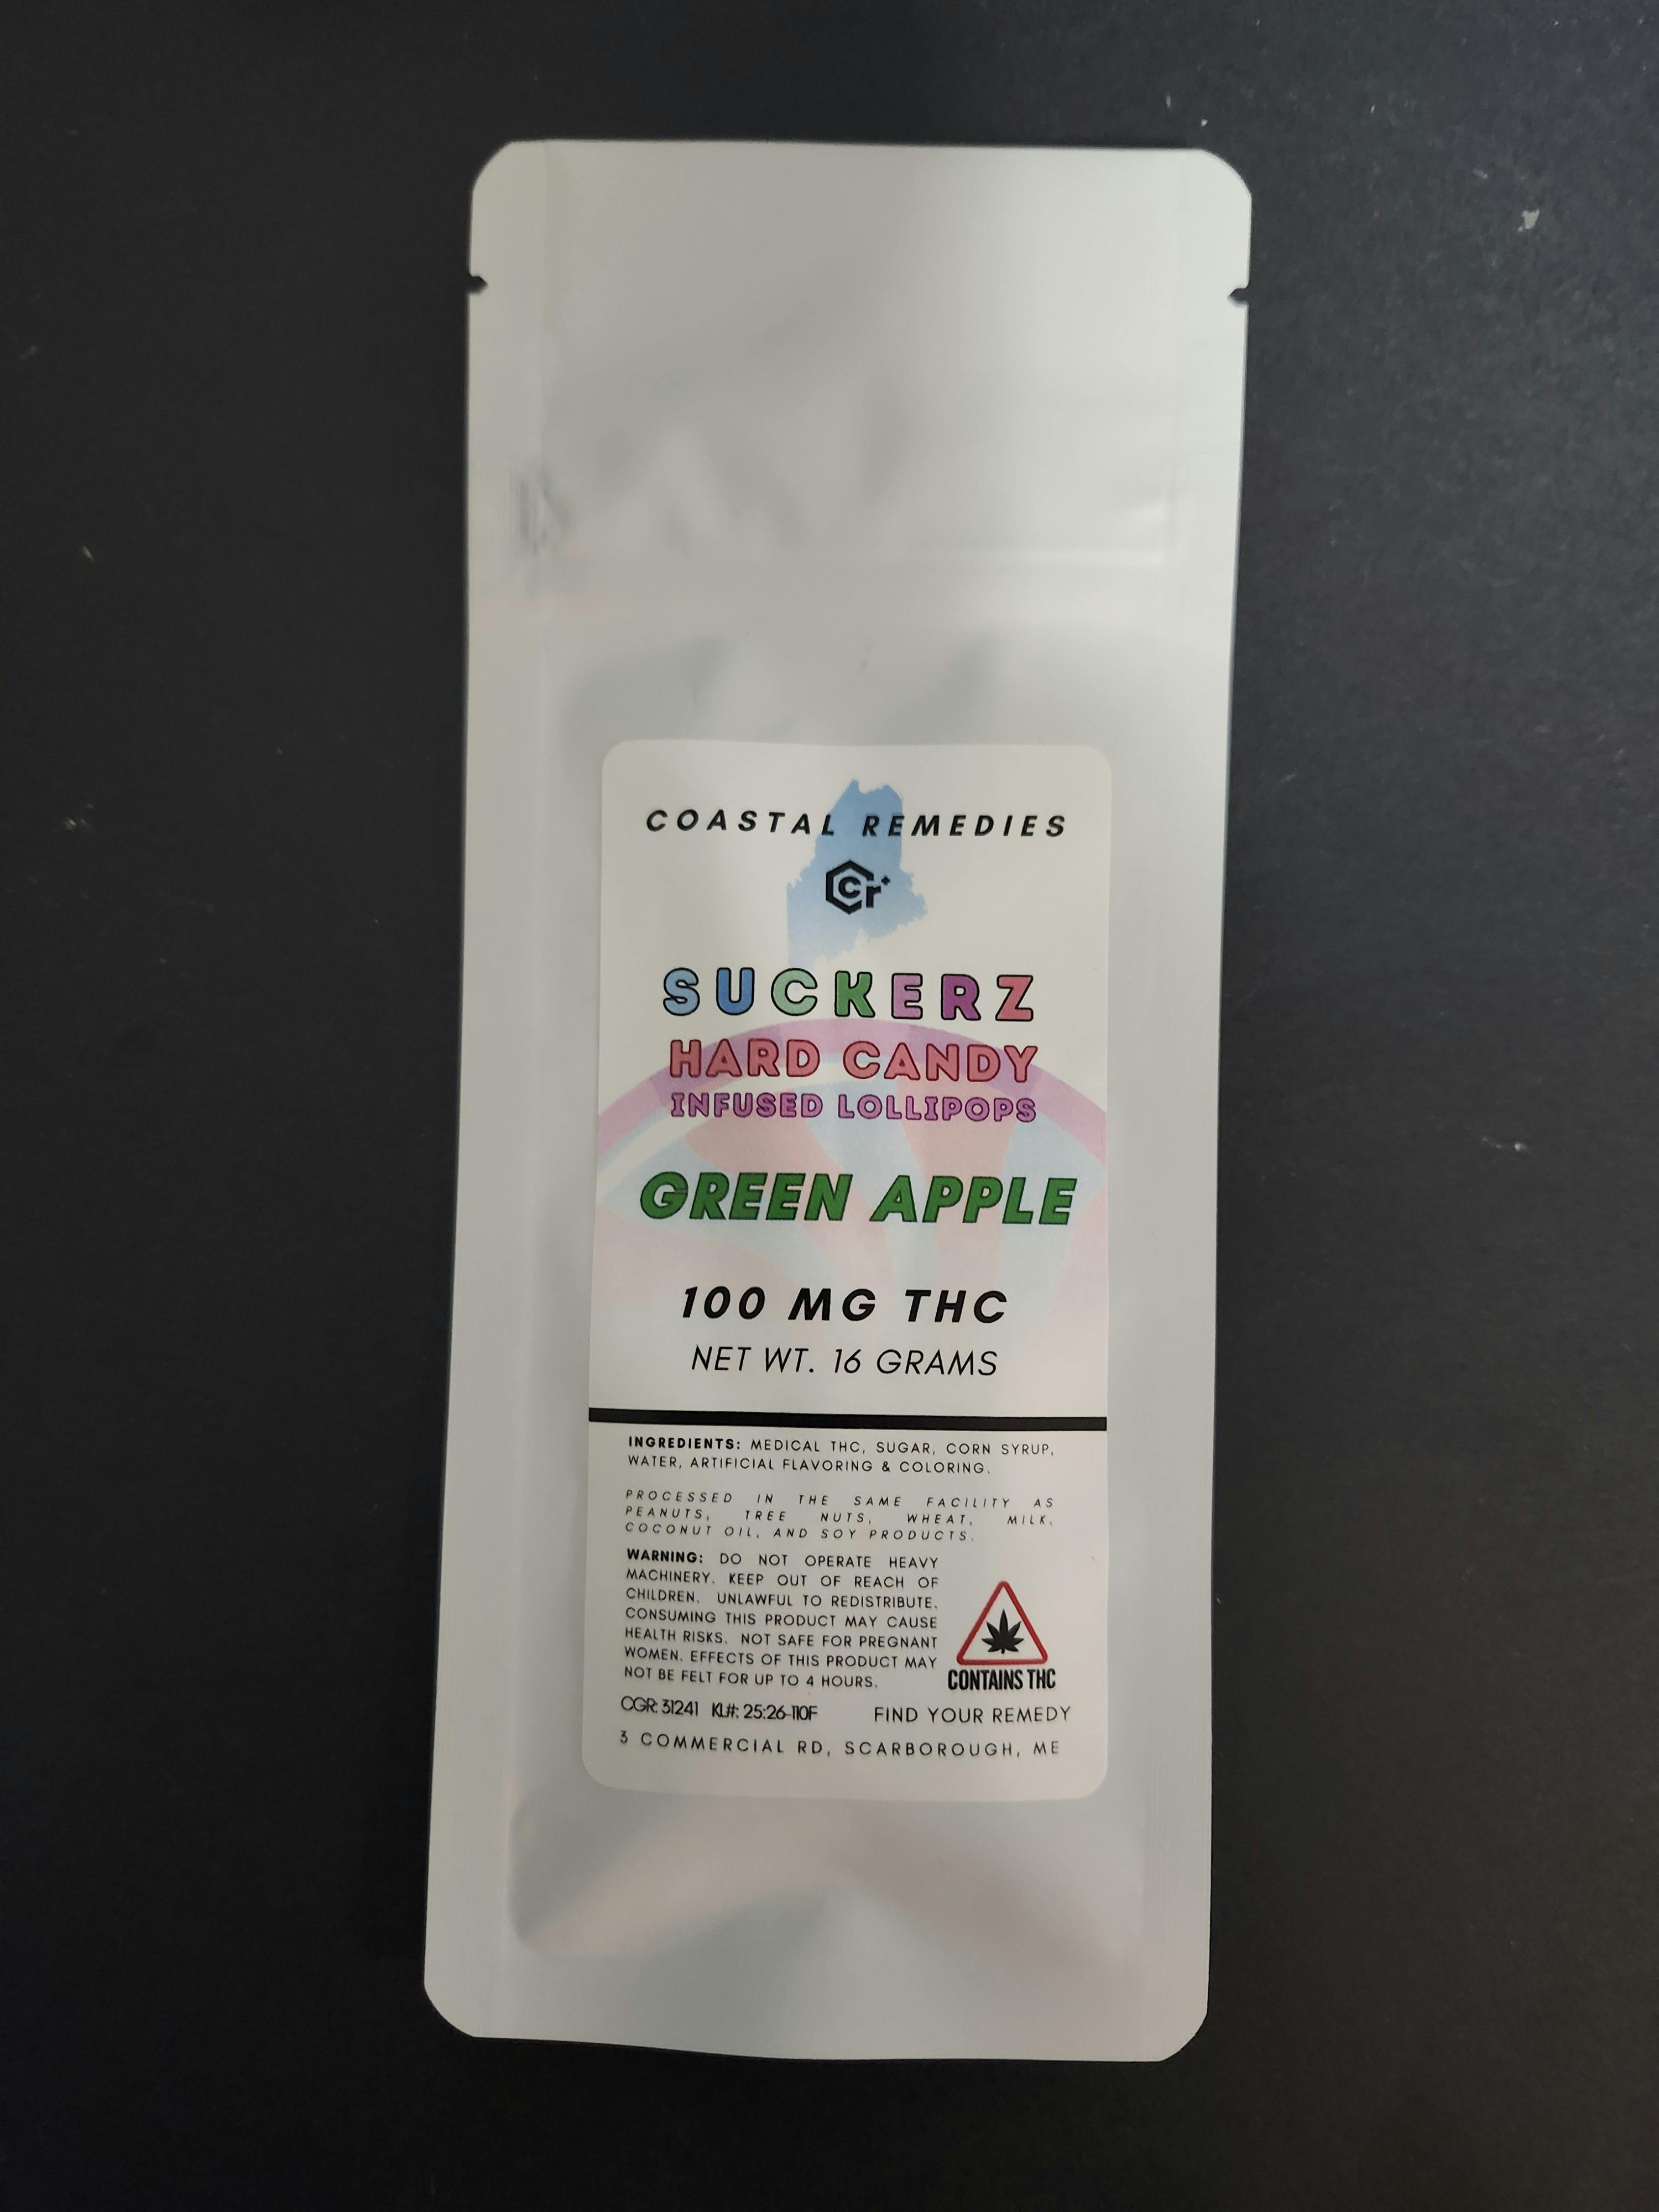 COASTAL REMEDIES
Cr+
SUCKERZ
HARD CANDY
INFUSED LOLLIPOPS
GREEN APPLE
100 MG THC
NET WT. 16 GRAMS
INGREDIENTS: MEDICAL THC, SUGAR, CORN SYRUP,
WATER, ARTIFICIAL FLAVORING & COLORING.
PROCESSED IN THE SAME FACILITY AS
PEANUTS, TREE NUTS, WHEAT, MILK,
COCONUT OIL, AND SOY PRODUCTS.
WARNING: DO NOT OPERATE HEAVY
MACHINERY. KEEP OUT OF REACH OF
CHILDREN. UNLAWFUL TO REDISTRIBUTE.
CONSUMING THIS PRODUCT MAY CAUSE
HEALTH RISKS. NOT SAFE FOR PREGNANT
WOMEN. EFFECTS OF THIS PRODUCT MAY
NOT BE FELT FOR UP TO 4 HOURS.
CONTAINS THC
CGR: 31241 KL#: 25:26-110F FIND YOUR REMEDY
3 COMMERCIAL RD, SCARBOROUGH, ME